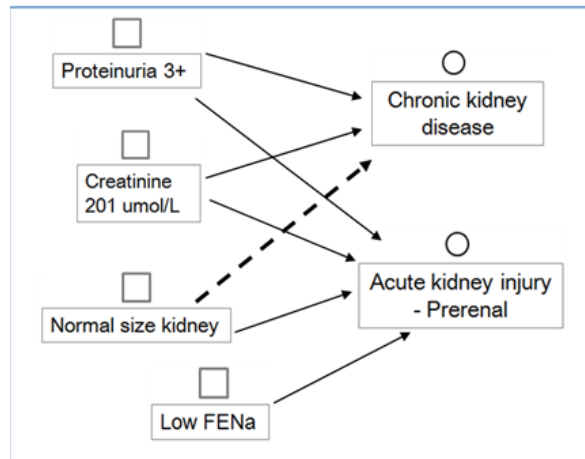 Proteinuria 3+
Chronic kidney
disease
Creatinine
201 umol/L
Acute kidney injury
- Prerenal
Normal size kidney
Low FENa